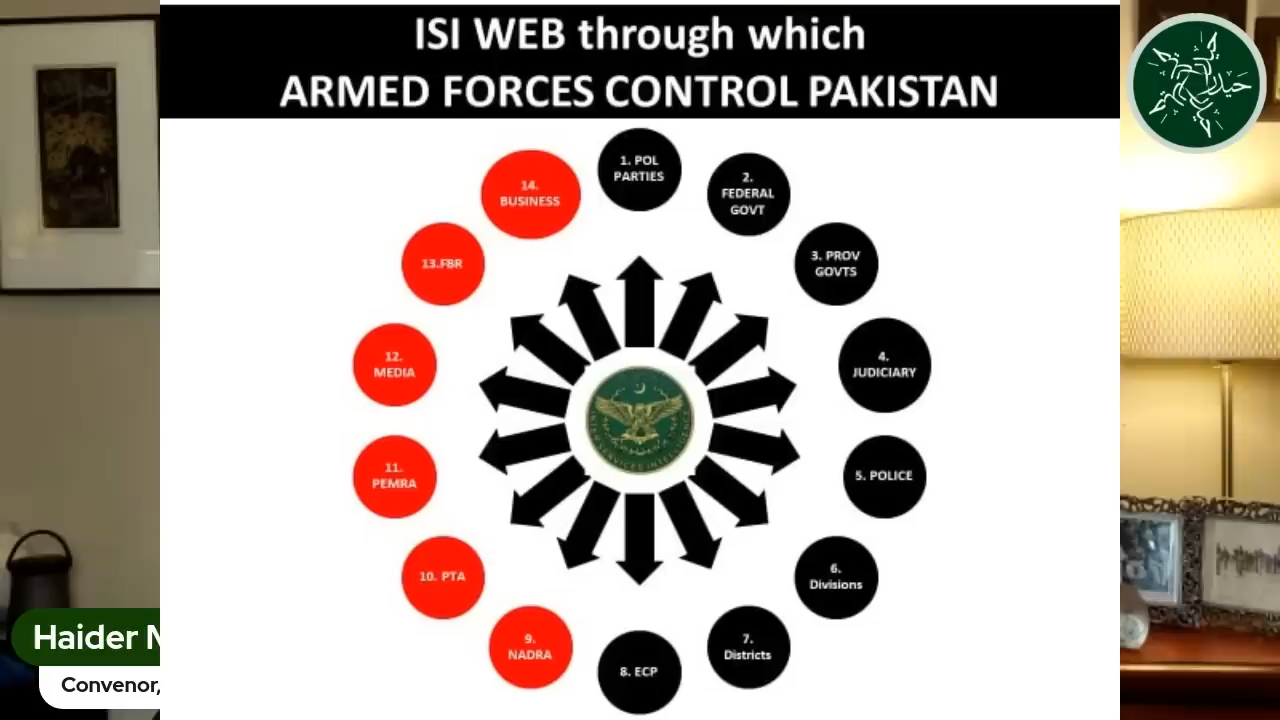 ISI WEB through which
ARMED FORCES CONTROL PAKISTAN
1. POL
PARTIES
2.
FEDERAL
GOVT
3. PROV
GOVTS
4.
JUDICIARY
5. POLICE
6.
Divisions
7.
Districts
8. ECP
9.
NADRA
10. PTA
11.
PEMRA
12.
MEDIA
13.FBR
14.
BUSINESS
Haider M
Convenor,